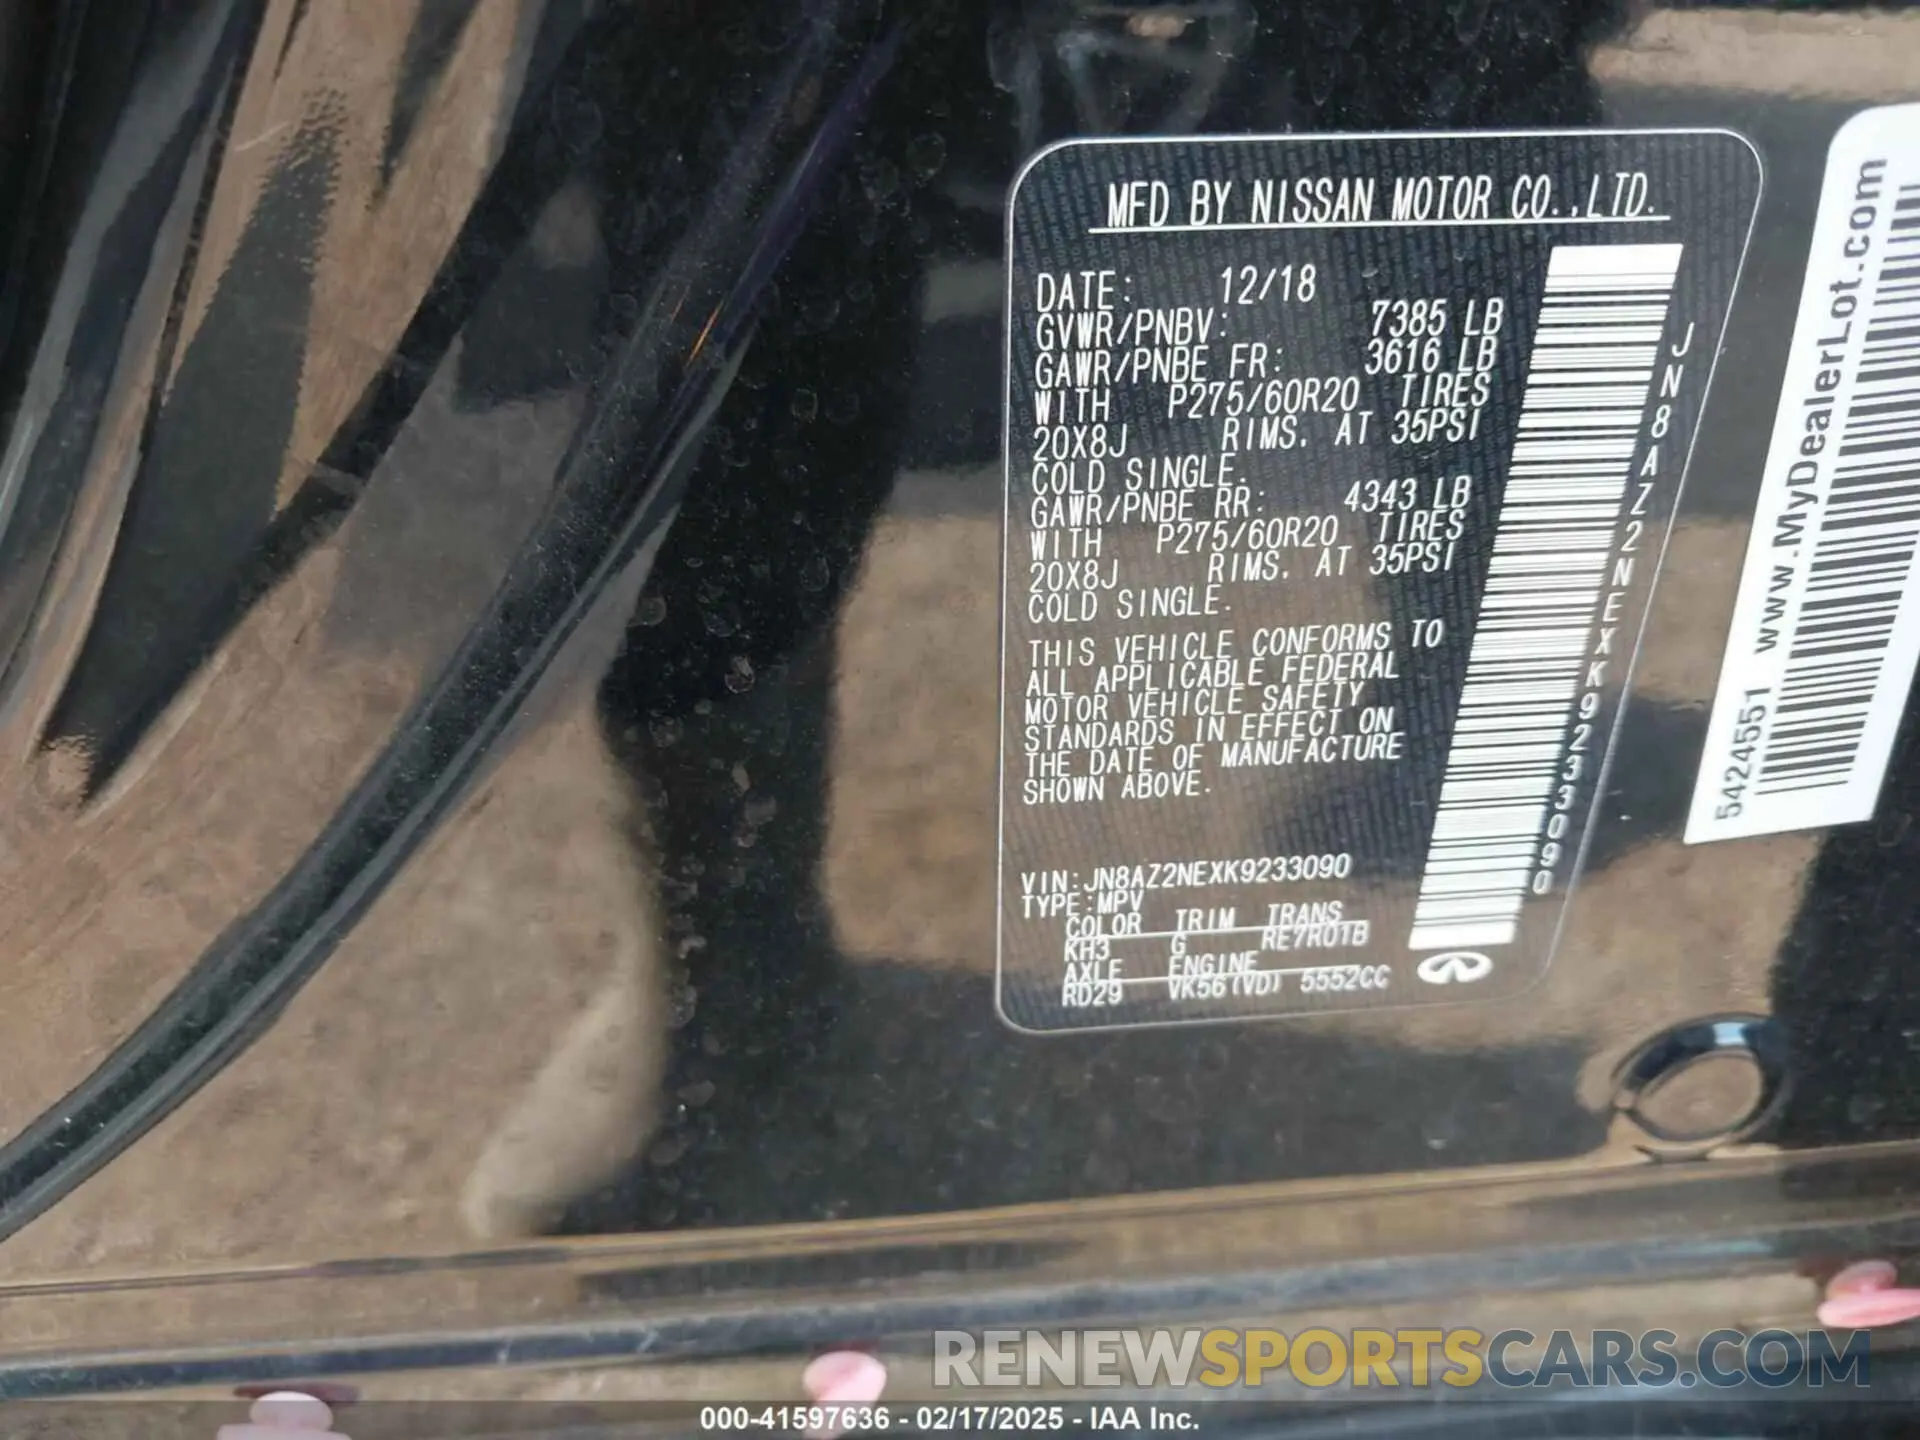 MFD BY NISSAN MOTOR CO.,LTD.
DATE: 12/18
GVWR/PNBV: 7385 LB
GAWR/PNBE FR: 3616 LB
WITH P275/60R20 TIRES
20X8J RIMS. AT 35PSI
COLD SINGLE.
GAWR/PNBE RR: 4343 LB
WITH P275/60R20 TIRES
20X8J RIMS. AT 35PSI
COLD SINGLE.
THIS VEHICLE CONFORMS TO
ALL APPLICABLE FEDERAL
MOTOR VEHICLE SAFETY
STANDARDS IN EFFECT ON
THE DATE OF MANUFACTURE
SHOWN ABOVE.
VIN:JN8AZ2NEXK9233090
TYPE:MPV
COLOR TRIM TRANS
KH3 G RE7R01B
AXLE ENGINE
RD29 VK56(VD) 5552CC
JN8AZ2NEXK9233090
5424551 www.MyDealerLot.com
RENEWSPORTSCARS.COM
000-41597636 - 02/17/2025 - IAA Inc.